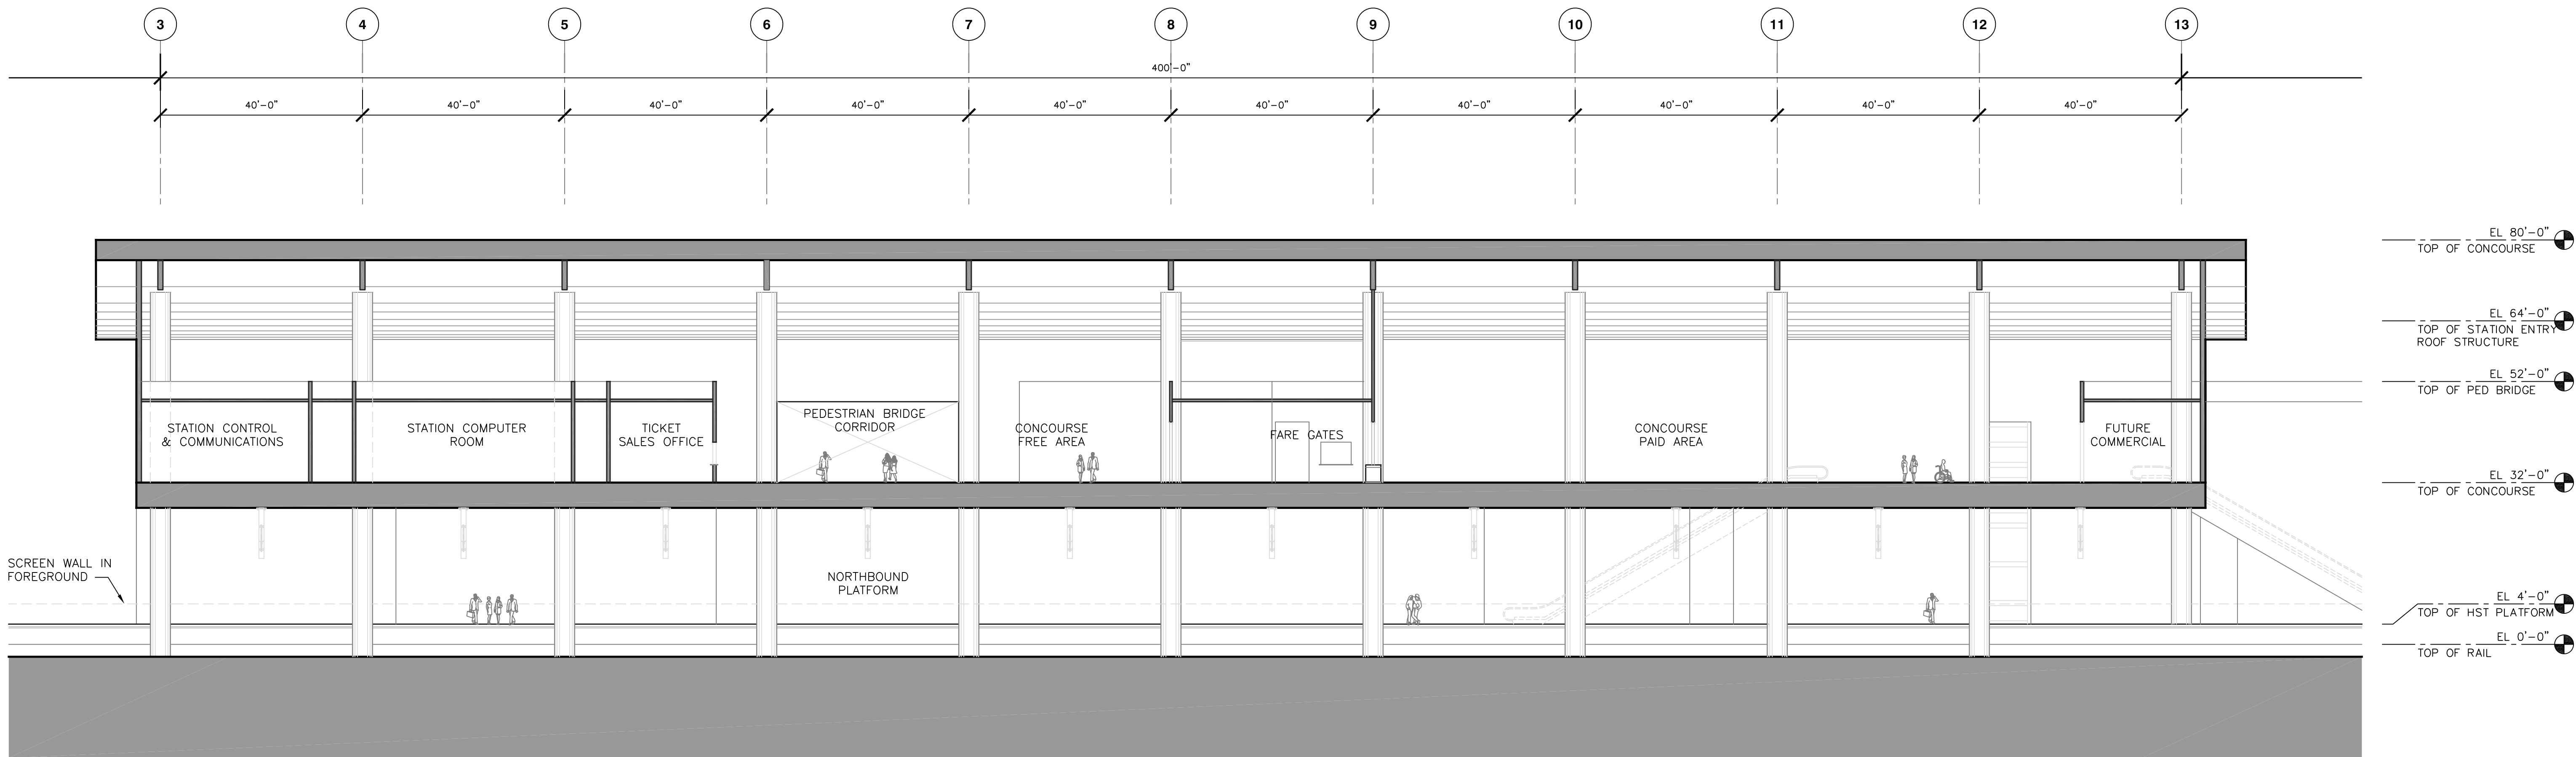 3 4 5 6 7 8 9 10 11 12 13
400'-0"
40'-0" 40'-0" 40'-0" 40'-0" 40'-0" 40'-0" 40'-0" 40'-0" 40'-0" 40'-0"
EL 80'-0"
TOP OF CONCOURSE
EL 64'-0"
TOP OF STATION ENTRY
ROOF STRUCTURE
EL 52'-0"
TOP OF PED BRIDGE
STATION CONTROL
& COMMUNICATIONS
STATION COMPUTER
ROOM
TICKET
SALES OFFICE
PEDESTRIAN BRIDGE
CORRIDOR
CONCOURSE
FREE AREA
FARE GATES
CONCOURSE
PAID AREA
FUTURE
COMMERCIAL
EL 32'-0"
TOP OF CONCOURSE
SCREEN WALL IN
FOREGROUND
NORTHBOUND
PLATFORM
EL 4'-0"
TOP OF HST PLATFORM
EL 0'-0"
TOP OF RAIL